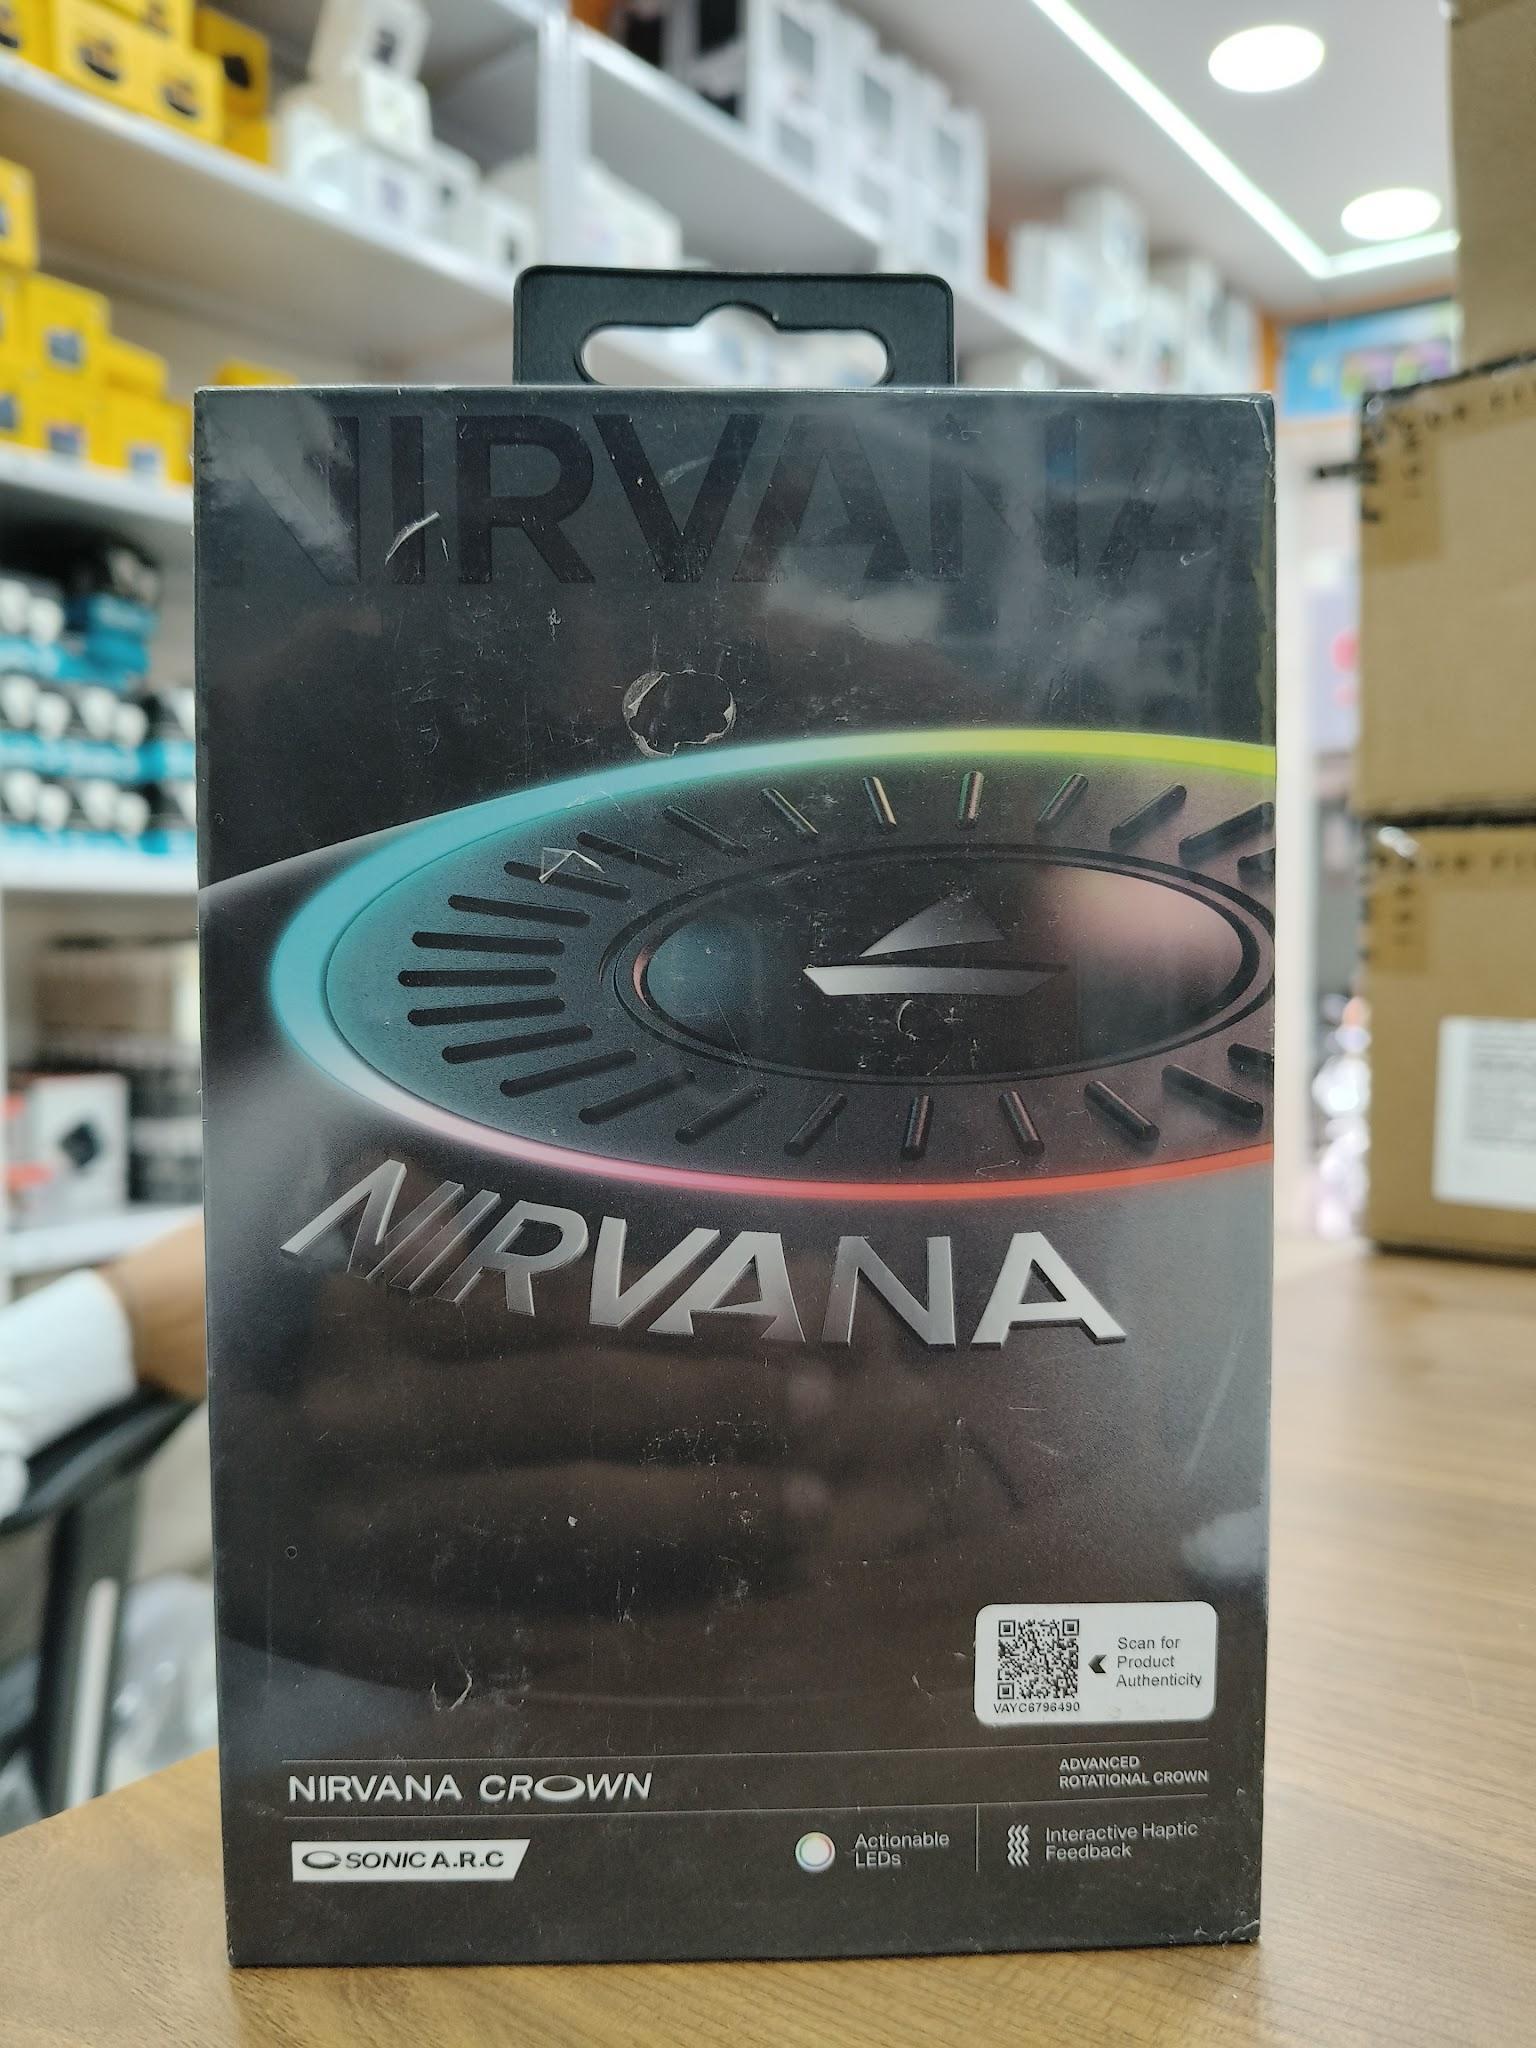 NIRVANA
NIRVANA
Scan for
Product
Authenticity
VAYC6796490
NIRVANA CROWN
ADVANCED
ROTATIONAL CROWN
SONIC A.R.C
Actionable
LEDs
Interactive Haptic
Feedback